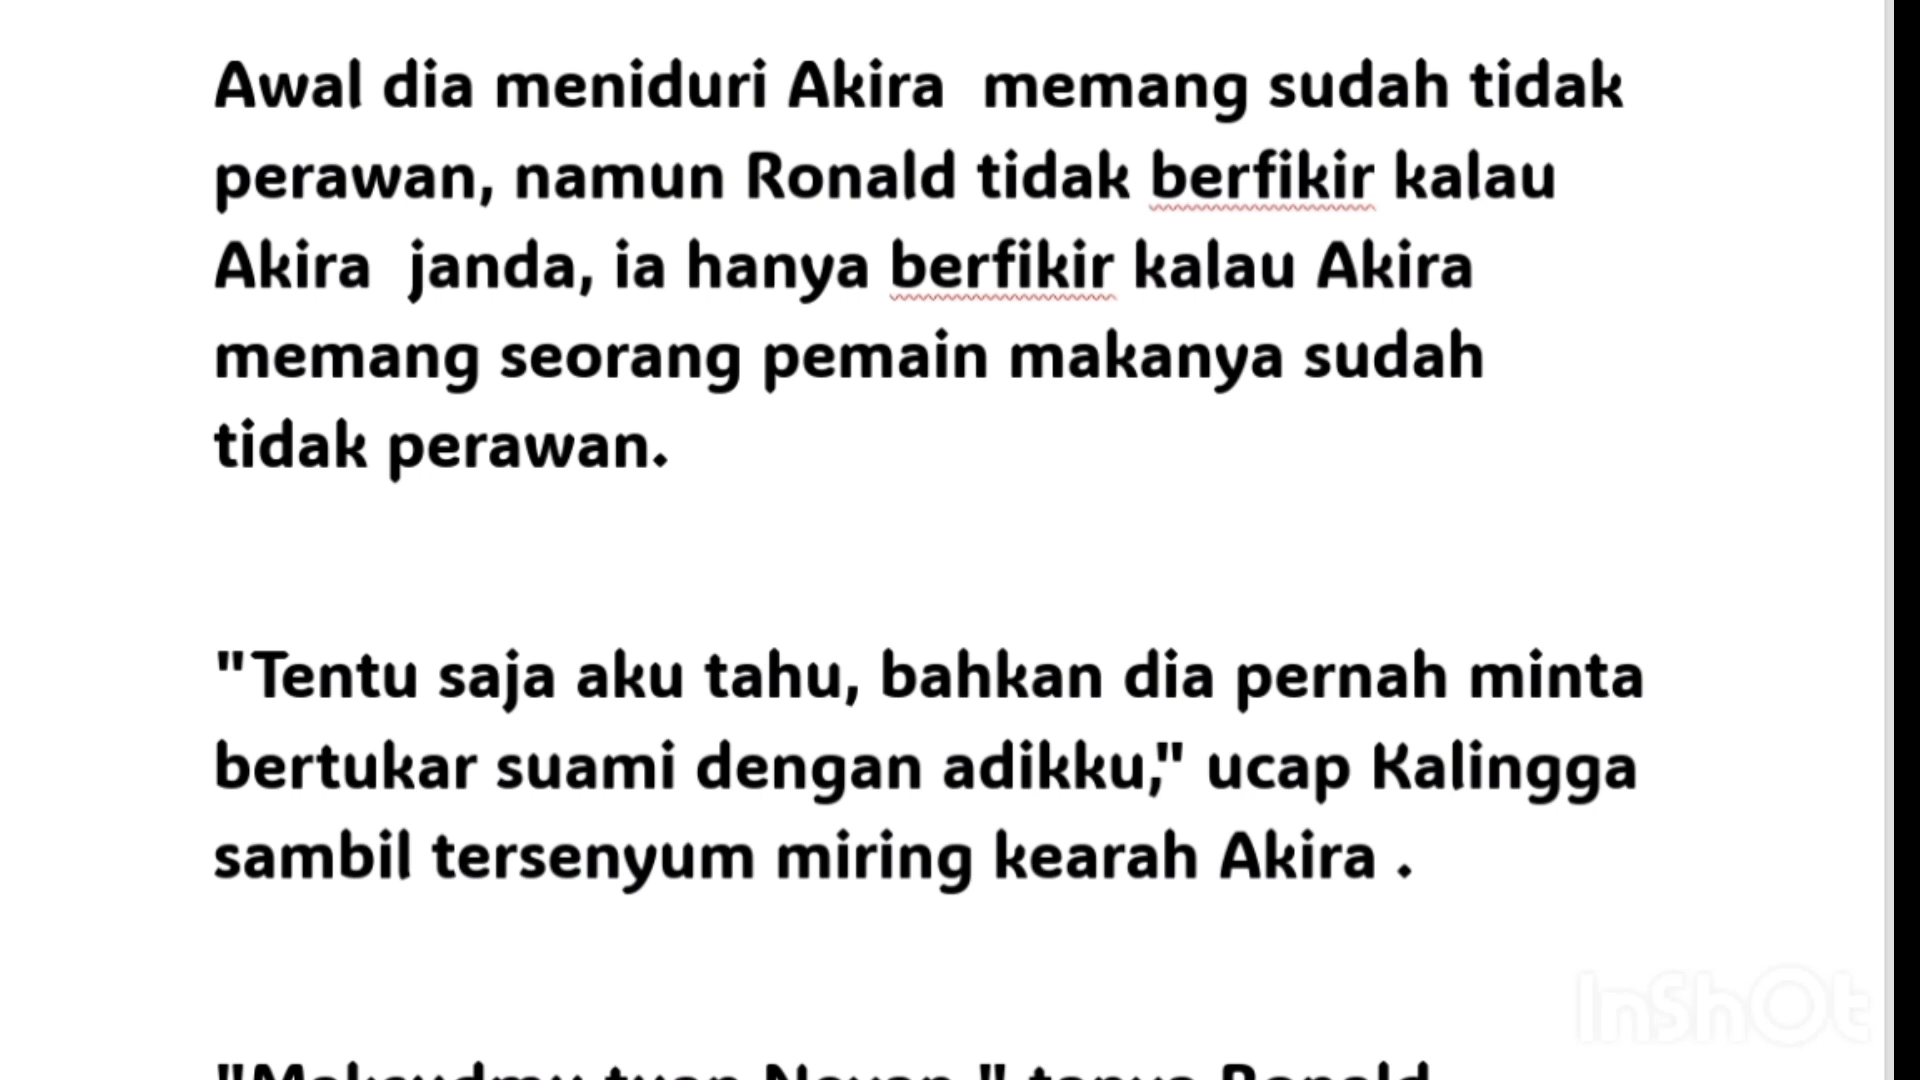 Awal dia meniduri Akira  memang sudah tidak
perawan, namun Ronald tidak berfikir kalau
Akira  janda, ia hanya berfikir kalau Akira
memang seorang pemain makanya sudah
tidak perawan.
"Tentu saja aku tahu, bahkan dia pernah minta
bertukar suami dengan adikku," ucap Kalingga
sambil tersenyum miring kearah Akira .
InShOt